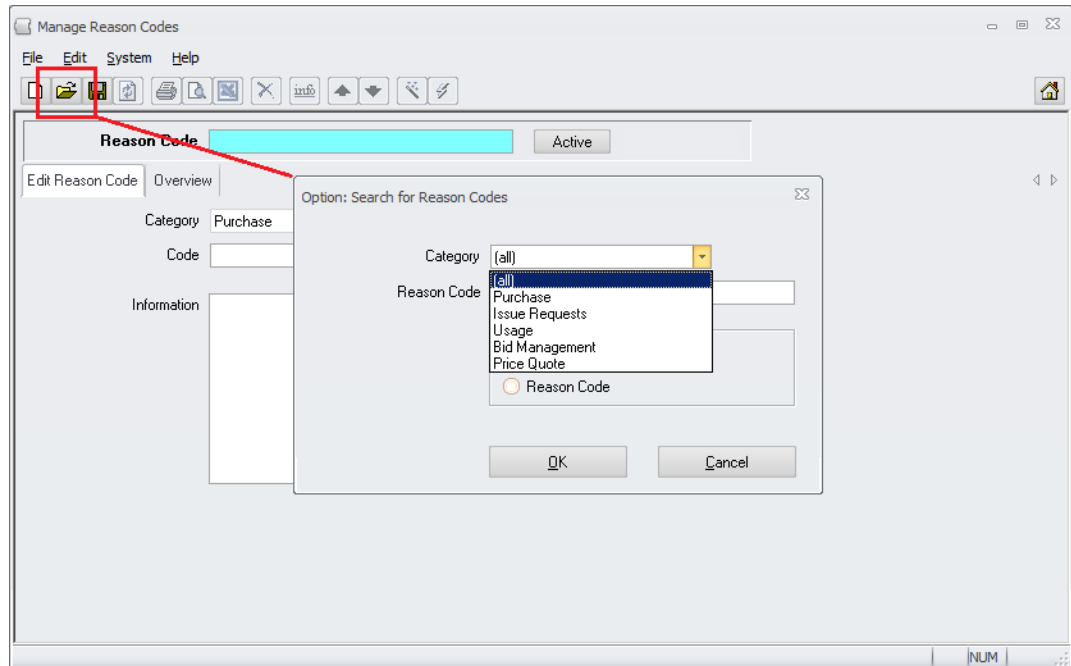 Manage Reason Codes
File Edit System Help
info
Reason Code Active
Edit Reason Code Overview
Option: Search for Reason Codes
Category Purchase
Code
Information
Category (all)
(all)
Reason Code
Purchase
Issue Requests
Usage
Bid Management
Price Quote
Reason Code
OK Cancel
NUM